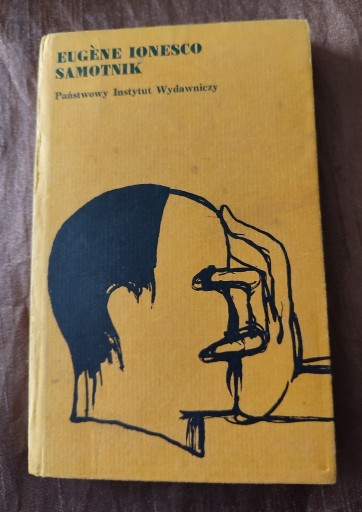 EUGÈNE IONESCO
SAMOTNIK
Państwowy Instytut Wydawniczy